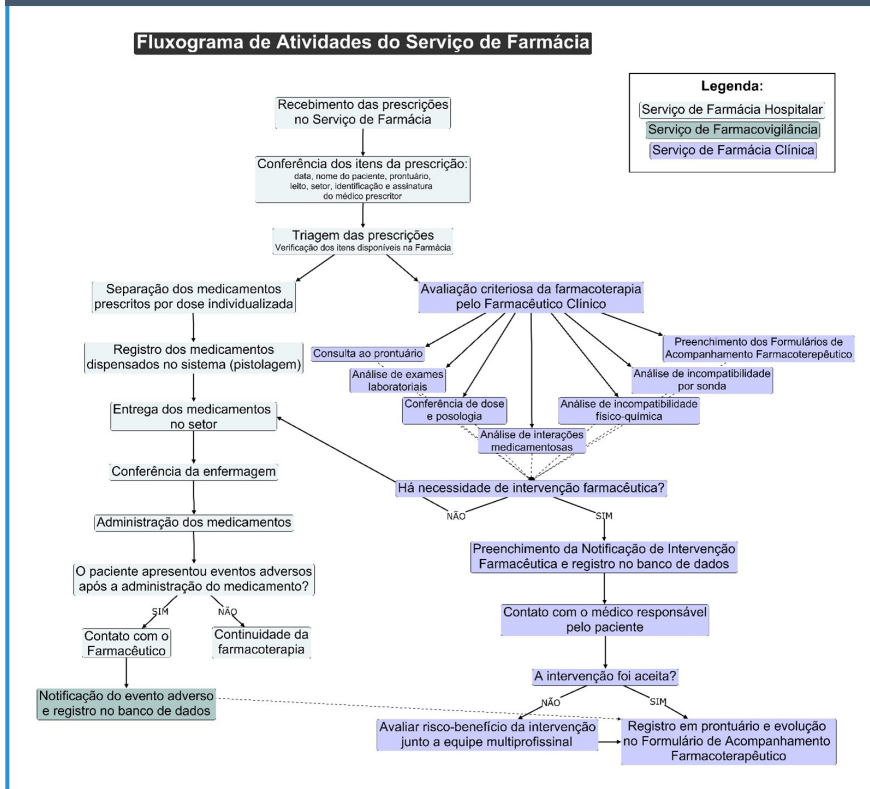 Fluxograma de Atividades do Serviço de Farmácia
Legenda:
Serviço de Farmácia Hospitalar
Serviço de Farmacovigilância
Serviço de Farmácia Clínica
Recebimento das prescrições
no Serviço de Farmácia
Conferência dos itens da prescrição:
data, nome do paciente, prontuário,
leito, setor, identificação e assinatura
do médico prescritor
Triagem das prescrições
Verificação dos itens disponíveis na Farmácia
Separação dos medicamentos
prescritos por dose individualizada
Avaliação criteriosa da farmacoterapia
pelo Farmacêutico Clínico
Registro dos medicamentos
dispensados no sistema (pistolagem)
Consulta ao prontuário
Análise de exames
laboratoriais
Conferência de dose
e posologia
Análise de interações
medicamentosas
Análise de incompatibilidade
físico-química
Análise de incompatibilidade
por sonda
Preenchimento dos Formulários de
Acompanhamento Farmacoterepêutico
Entrega dos medicamentos
no setor
Conferência da enfermagem
Há necessidade de intervenção farmacêutica?
NÃO
SIM
Administração dos medicamentos
Preenchimento da Notificação de Intervenção
Farmacêutica e registro no banco de dados
O paciente apresentou eventos adversos
após a administração do medicamento?
SIM
NÃO
Contato com o
Farmacêutico
Continuidade da
farmacoterapia
Contato com o médico responsável
pelo paciente
A intervenção foi aceita?
NÃO
SIM
Notificação do evento adverso
e registro no banco de dados
Avaliar risco-benefício da intervenção
junto a equipe multiprofissinal
Registro em prontuário e evolução
no Formulário de Acompanhamento
Farmacoterapêutico